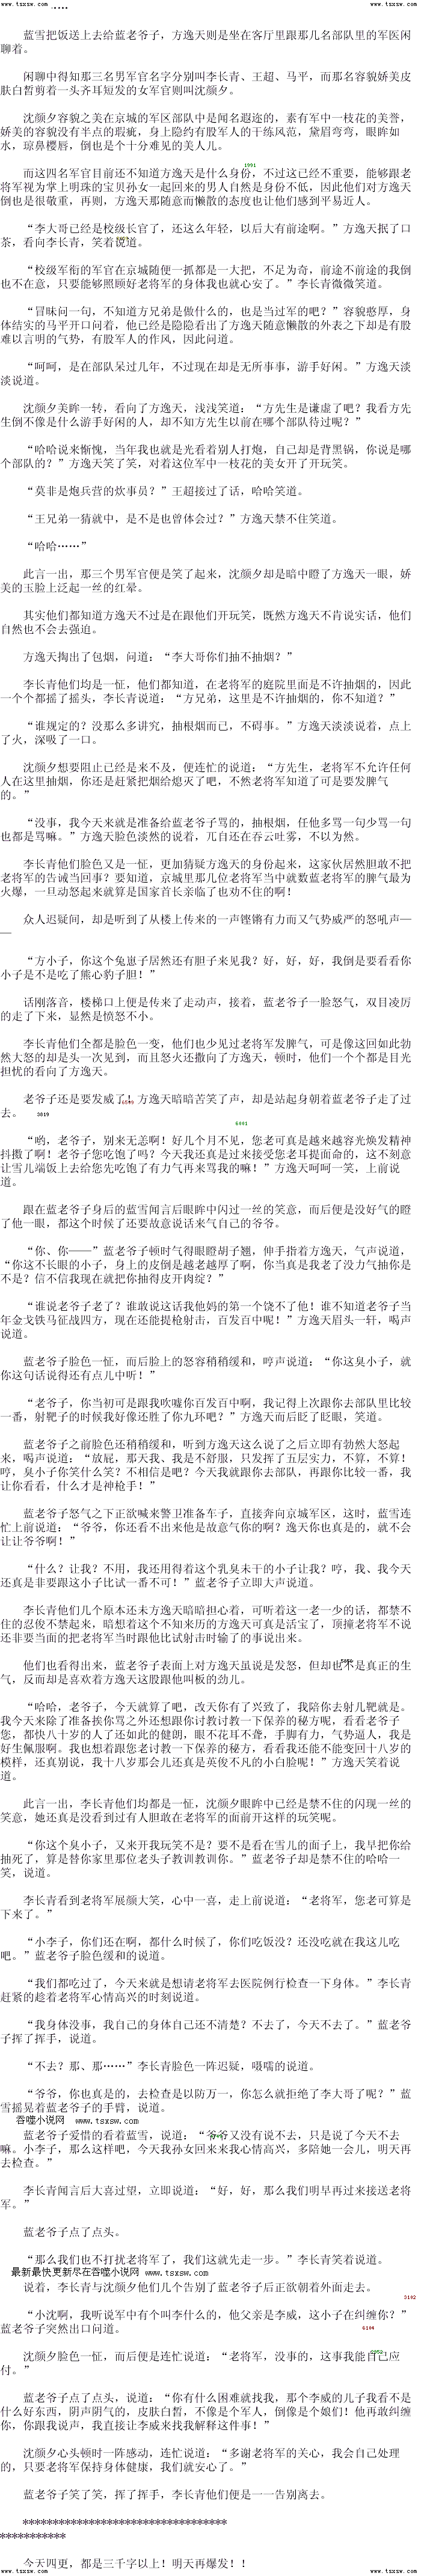 www.tsxsw.com
www.tsxsw.com
蓝雪把饭送上去给蓝老爷子，方逸天则是坐在客厅里跟那几名部队里的军医闲
聊着。
闲聊中得知那三名男军官名字分别叫李长青、王超、马平，而那名容貌娇美皮
肤白皙剪着一头齐耳短发的女军官则叫沈颜夕。
沈颜夕容貌之美在京城的军区部队中是闻名遐迩的，素有军中一枝花的美誉，
娇美的容貌没有半点的瑕疵，身上隐约有股军人的干练风范，黛眉弯弯，眼眸如
水，琼鼻樱唇，倒也是个十分难见的美人儿。
1991
而这四名军官目前还不知道方逸天是什么身份，不过这已经不重要，能够跟老
将军视为掌上明珠的宝贝孙女一起回来的男人自然是身份不低，因此他们对方逸天
倒也是很敬重，再则，方逸天那随意而懒散的态度也让他们感到平易近人。
“李大哥已经是校级长官了，还这么年轻，以后大有前途啊。”方逸天抿了口
茶，看向李长青，笑着说道。
“校级军衔的军官在京城随便一抓都是一大把，不足为奇，前途不前途的我倒
也不在意，只要能够照顾好老将军的身体我也就心安了。”李长青微微笑道。
“冒昧问一句，不知道方兄弟是做什么的，也是当过军的吧？”容貌憨厚，身
体结实的马平开口问着，他已经是隐隐看出了方逸天随意懒散的外表之下却是有股
难以言明的气势，有股军人的作风，因此问道。
“呵呵，是在部队呆过几年，不过现在却是无所事事，游手好闲。”方逸天淡
淡说道。
沈颜夕美眸一转，看向了方逸天，浅浅笑道：“方先生是谦虚了吧？我看方先
生倒不像是什么游手好闲的人，却不知方先生以前在哪个部队待过呢？”
“哈哈说来惭愧，当年我也就是光看着别人打炮，自己却是背黑锅，你说是哪
个部队的？”方逸天笑了笑，对着这位军中一枝花的美女开了开玩笑。
“莫非是炮兵营的炊事员？”王超接过了话，哈哈笑道。
“王兄弟一猜就中，是不是也曾体会过？”方逸天禁不住笑道。
“哈哈……”
此言一出，那三个男军官便是笑了起来，沈颜夕却是暗中瞪了方逸天一眼，娇
美的玉脸上泛起一丝的红晕。
其实他们都知道方逸天不过是在跟他们开玩笑，既然方逸天不肯说实话，他们
自然也不会去强迫。
方逸天掏出了包烟，问道：“李大哥你们抽不抽烟？”
李长青他们均是一怔，他们都知道，在老将军的庭院里面是不许抽烟的，因此
一个个都摇了摇头，李长青说道：“方兄弟，这里是不许抽烟的，你不知道？”
“谁规定的？没那么多讲究，抽根烟而已，不碍事。”方逸天淡淡说着，点上
了火，深吸了一口。
沈颜夕想要阻止已经是来不及，便连忙的说道：“方先生，老将军不允许任何
人在这里抽烟，你还是赶紧把烟给熄灭了吧，不然老将军知道了可是要发脾气
的。”
“没事，我今天来就是准备给蓝老爷子骂的，抽根烟，任他多骂一句少骂一句
也都是骂嘛。”方逸天脸色淡然的说着，兀自还在吞云吐雾，不以为然。
李长青他们脸色又是一怔，更加猜疑方逸天的身份起来，这家伙居然胆敢不把
老将军的告诫当回事？要知道，京城里那几位老将军当中就数蓝老将军的脾气最为
火爆，一旦动怒起来就算是国家首长亲临了也劝不住的啊！
众人迟疑间，却是听到了从楼上传来的一声铿锵有力而又气势威严的怒吼声—
—
“方小子，你这个兔崽子居然还有胆子来见我？好，好，好，我倒是要看看你
小子是不是吃了熊心豹子胆！”
话刚落音，楼梯口上便是传来了走动声，接着，蓝老爷子一脸怒气，双目凌厉
的走了下来，显然是愤怒不小。
李长青他们全都是脸色一变，他们也少见过老将军发脾气，可是像这回如此勃
然大怒的却是头一次见到，而且怒火还撒向了方逸天，顿时，他们一个个都是目光
担忧的看向了方逸天。
老爷子还是要发威了！方逸天暗暗苦笑了声，却是站起身朝着蓝老爷子走了过
去。
3819
6001
“哟，老爷子，别来无恙啊！好几个月不见，您老可真是越来越容光焕发精神
抖擞了啊！老爷子您吃饱了吗？今天我还真是过来接受您老耳提面命的，这不刻意
让雪儿端饭上去给您先吃饱了有力气再来骂我的嘛！”方逸天呵呵一笑，上前说
道。
跟在蓝老爷子身后的蓝雪闻言后眼眸中闪过一丝的笑意，而后便是没好气的瞪
了他一眼，都这个时候了还要故意说话来气自己的爷爷。
“你、你——”蓝老爷子顿时气得眼瞪胡子翘，伸手指着方逸天，气声说道，
“你这不长眼的小子，身上的皮倒是越老越厚了啊，你当真是我老了没力气抽你是
不是？信不信我现在就把你抽得皮开肉绽？”
“谁说老爷子老了？谁敢说这话我他妈的第一个饶不了他！谁不知道老爷子当
年金戈铁马征战四方，现在还能提枪射击，百发百中呢！”方逸天眉头一轩，喝声
说道。
蓝老爷子脸色一怔，而后脸上的怒容稍稍缓和，哼声说道：“你这臭小子，就
你这句话说得还有点儿中听！”
“老爷子，你当初可是跟我吹嘘你百发百中啊，我记得上次跟你去部队里比较
一番，射靶子的时候我好像还胜了你九环吧？”方逸天而后眨了眨眼，笑道。
蓝老爷子之前脸色还稍稍缓和，听到方逸天这么说了之后立即有勃然大怒起
来，喝声说道：“放屁，那天我、我是不舒服，只发挥了五层实力，不算，不算！
哼，臭小子你笑什么笑？不相信是吧？今天我就跟你去部队，再跟你比较一番，我
让你看看，什么才是神枪手！”
蓝老爷子怒气之下正欲喊来警卫准备车子，直接奔向京城军区，这时，蓝雪连
忙上前说道：“爷爷，你还看不出来他是故意气你的啊？逸天你也真是的，就不会
让让爷爷啊！”
“什么？让我？不用，我还用得着这个乳臭未干的小子让我？哼，我、我今天
还真是非要跟这小子比试一番不可！”蓝老爷子立即大声说道。
李长青他们几个原本还未方逸天暗暗担心着，可听着这一老一少的话，都禁不
住的忍俊不禁起来，暗想着这个不知来历的方逸天可真是活宝了，顶撞老将军不说
还非要当面的把老将军当时跟他比试射击时输了的事说出来。
他们也看得出来，蓝老爷子表面上对方逸天虽说是发怒，但却也不是真正的生
气，反而却是喜欢着方逸天这股跟他叫板的劲儿。
“哈哈，老爷子，今天就算了吧，改天你有了兴致了，我陪你去射几靶就是。
我今天来除了准备挨你骂之外还想跟你讨教讨教一下保养的秘方呢，看看老爷子
您，都快八十岁的人了还如此的健朗，眼不花耳不聋，手脚有力，气势逼人，我是
好生佩服啊。我也想着跟您老讨教一下保养的秘方，看看我还能不能变回十八岁的
模样，还真别说，我十八岁那会儿还真是英俊不凡的小白脸呢！”方逸天笑着说
道。
此言一出，李长青他们均都是一怔，沈颜夕眼眸中已经是禁不住的闪现一丝的
笑意，她还真是没看到过有人胆敢在老将军的面前开这样的玩笑呢。
“你这个臭小子，又来开我玩笑不是？要不是看在雪儿的面子上，我早把你给
抽死了，算是替你家里那位老头子教训教训你。”蓝老爷子却是禁不住的哈哈一
笑，说道。
李长青看到老将军展颜大笑，心中一喜，走上前说道：“老将军，您老可算是
下来了。”
“小李子，你们还在啊，都什么时候了，你们吃饭没？还没吃就在我这儿吃
吧。”蓝老爷子脸色缓和的说道。
“我们都吃过了，今天来就是想请老将军去医院例行检查一下身体。”李长青
赶紧的趁着老将军心情高兴的时刻说道。
“我身体没事，我自己的身体自己还不清楚？不去了，今天不去了。”蓝老爷
子挥了挥手，说道。
“不去？那、那……”李长青脸色一阵迟疑，嗫嚅的说道。
“爷爷，你也真是的，去检查是以防万一，你怎么就拒绝了李大哥了呢？”蓝
雪摇晃着蓝老爷子的手臂，说道。
吞噬小说网 www.tsxsw.com
蓝老爷子爱惜的看着蓝雪，说道：“爷爷又没有说不去，只是说了今天不去
嘛。小李子，那么这样吧，今天我孙女回来来我心情高兴，多陪她一会儿，明天再
去检查。”
李长青闻言后大喜过望，立即说道：“好，好，那么我们明早再过来接送老将
军。”
蓝老爷子点了点头。
“那么我们也不打扰老将军了，我们这就先走一步。”李长青笑着说道。
最新最快更新尽在吞噬小说网 www.tsxsw.com
说着，李长青与沈颜夕他们几个告别了蓝老爷子后正欲朝着外面走去。
3102
“小沈啊，我听说军中有个叫李什么的，他父亲是李威，这小子在纠缠你？”
蓝老爷子突然出口问道。
6104
沈颜夕脸色一怔，而后便是连忙说道：“老将军，没事的，这事我能自己应
付。”
蓝老爷子点了点头，说道：“你有什么困难就找我，那个李威的儿子我看不是
什么好东西，阴声阴气的，皮肤白皙，不像是个军人，倒像是个娘们！他再敢纠缠
你，你跟我说声，我直接让李威来找我解释这件事！”
沈颜夕心头顿时一阵感动，连忙说道：“多谢老将军的关心，我会自己处理
的，只要老将军保持身体健康，我们就安心了。”
蓝老爷子笑了笑，挥了挥手，李长青他们便是一一告别离去。
**********************************
***********
今天四更，都是三千字以上！明天再爆发！！
www.tsxsw.com
www.tsxsw.com